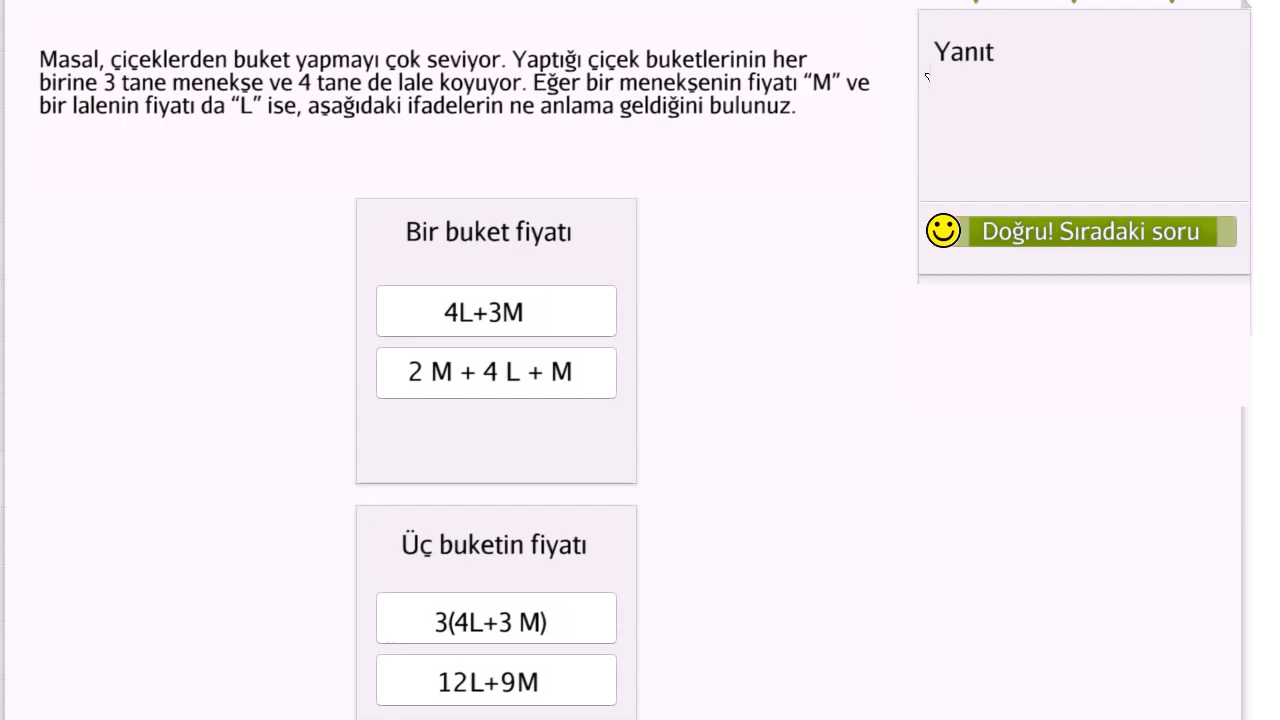 Masal, çiçeklerden buket yapmayı çok seviyor. Yaptığı çiçek buketlerinin her
birine 3 tane menekşe ve 4 tane de lale koyuyor. Eğer bir menekşenin fiyatı “M” ve
bir lalenin fiyatı da “L” ise, aşağıdaki ifadelerin ne anlama geldiğini bulunuz.
Yanıt
Doğru! Sıradaki soru
Bir buket fiyatı
4L+3M
2 M + 4 L + M
Üç buketin fiyatı
3(4L+3 M)
12L+9M